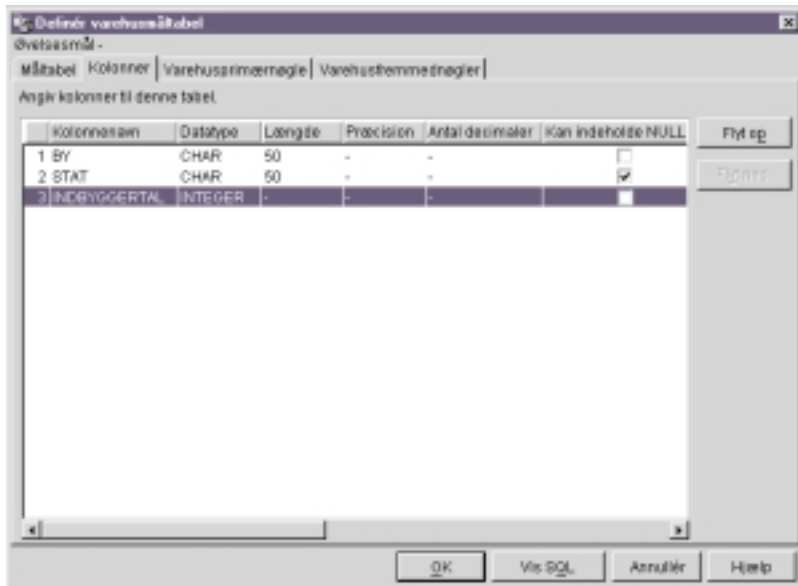 Definér varehusmåltabel
Øvelsesmål -
Måltabel Kolonner Varehusprimærnøgle Varehusfremmednøgler
Angiv kolonner til denne tabel.
Kolonnenavn Datatype Længde Præcision Antal decimaler Kan indeholde NULL Flyt op
1 BY CHAR 50 - -
2 STAT CHAR 50 - - Flyt ned
3 INDBYGGERTAL INTEGER - - -
OK Vis SQL Annullér Hjælp